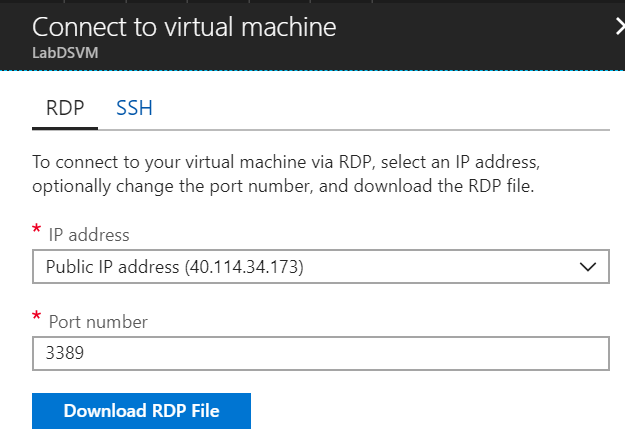 Connect to virtual machine
LabDSVM
RDP SSH
To connect to your virtual machine via RDP, select an IP address,
optionally change the port number, and download the RDP file.
* IP address
Public IP address (40.114.34.173)
* Port number
3389
Download RDP File